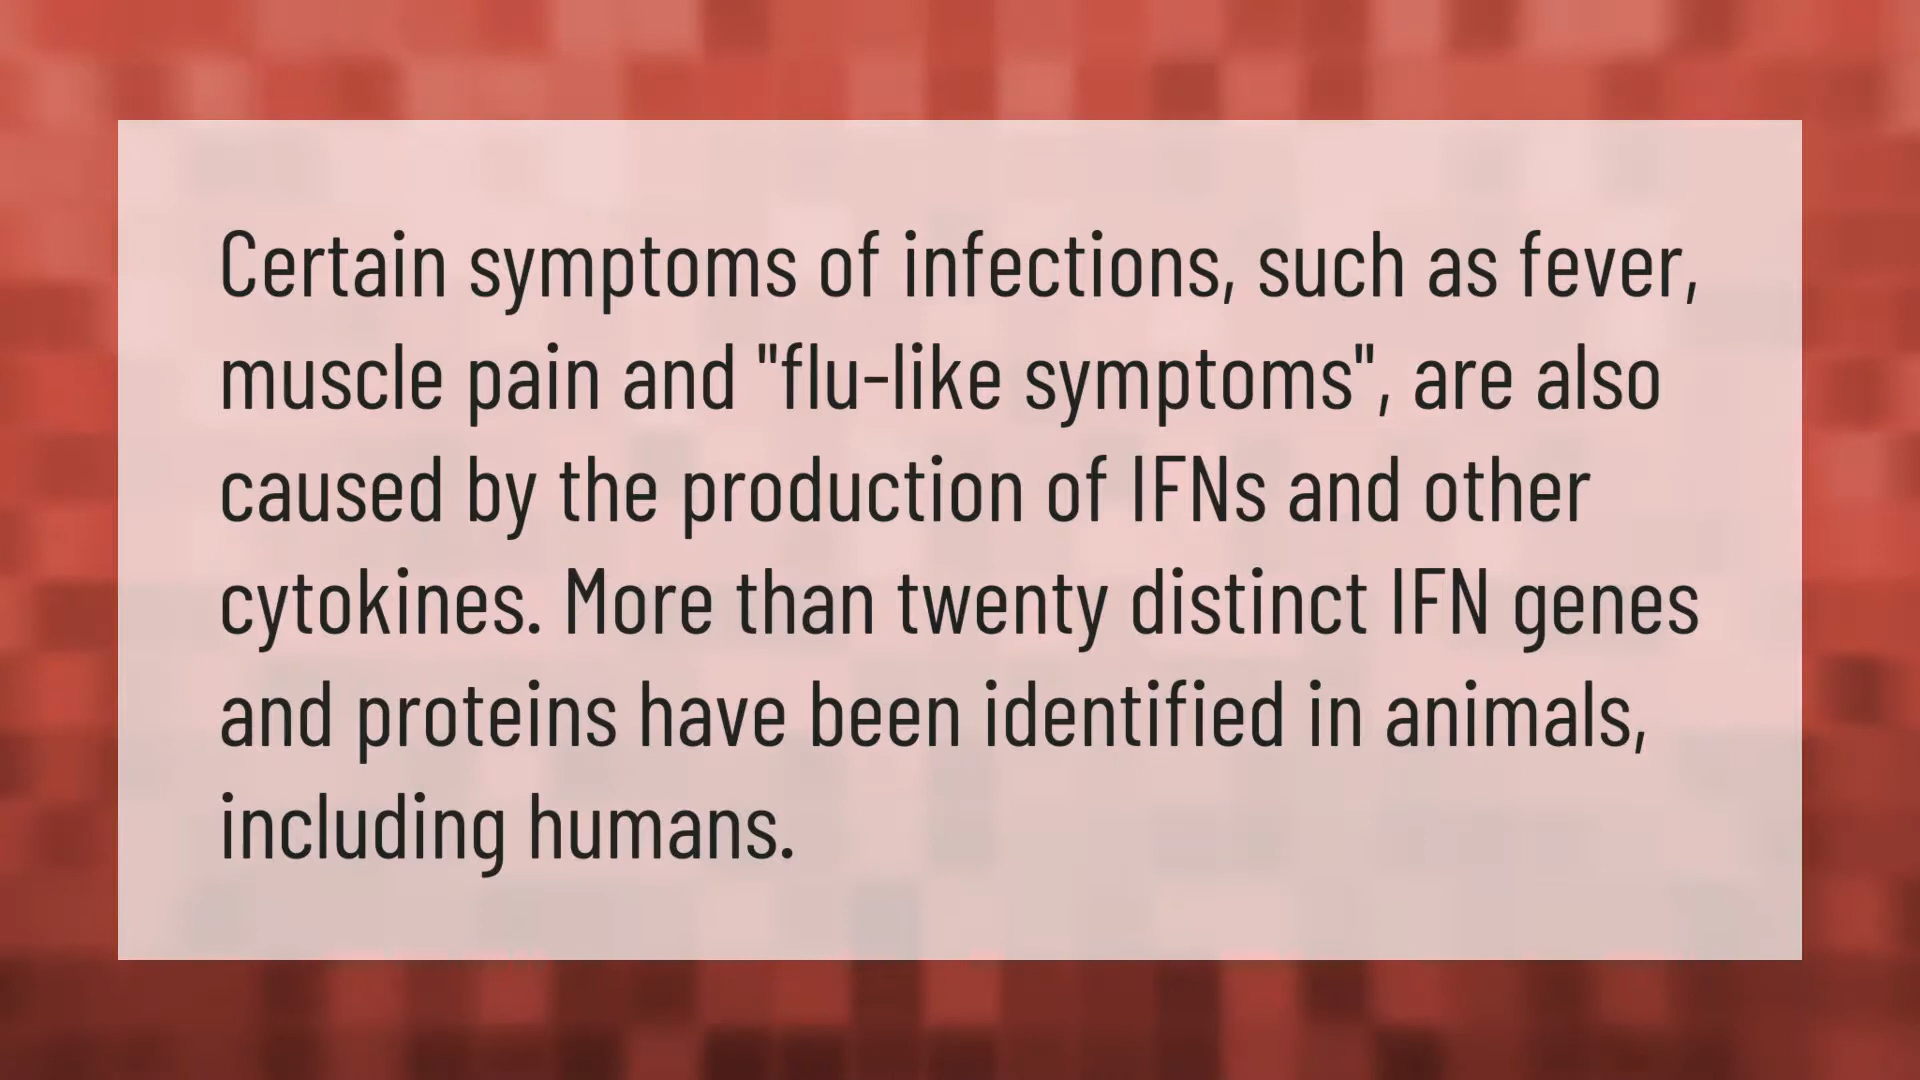 Certain symptoms of infections, such as fever,
muscle pain and "flu-like symptoms", are also
caused by the production of IFNs and other
cytokines. More than twenty distinct IFN genes
and proteins have been identified in animals,
including humans.